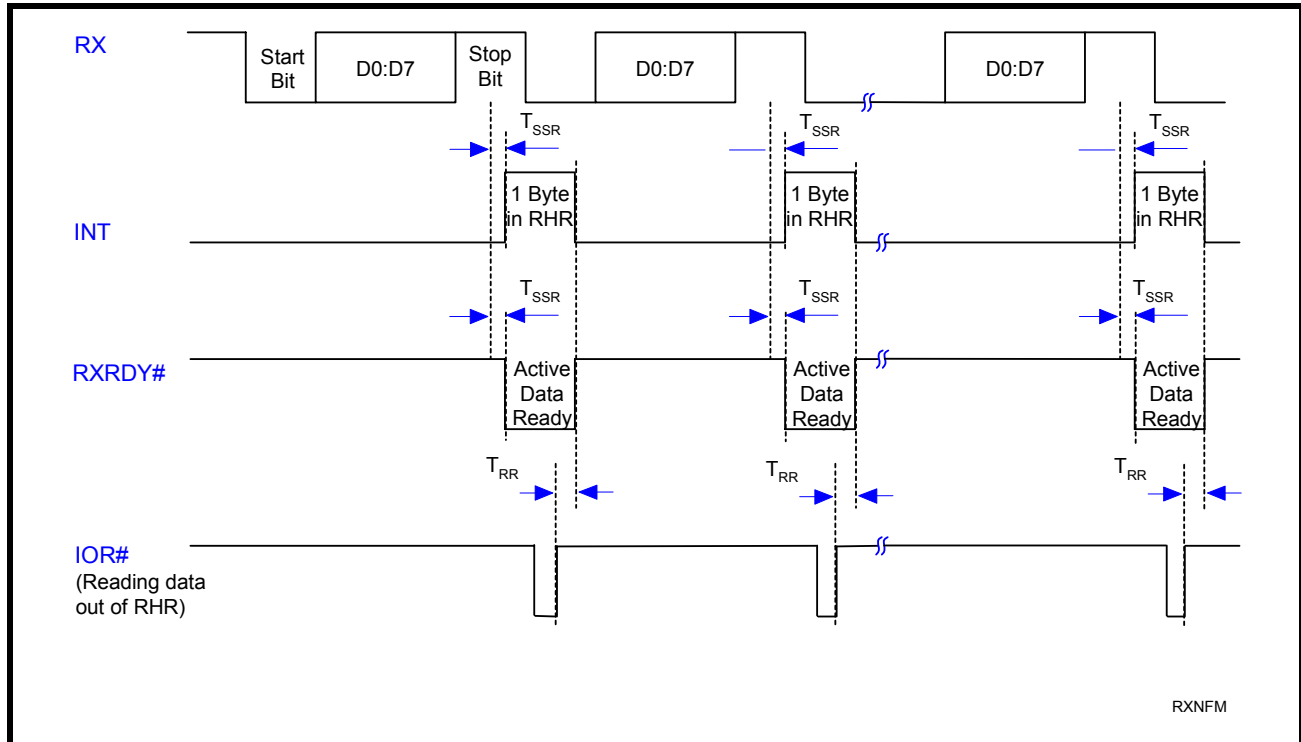 RX
Start
Bit
D0:D7
Stop
Bit
D0:D7
D0:D7
TSSR
TSSR
TSSR
INT
1 Byte
in RHR
1 Byte
in RHR
1 Byte
in RHR
TSSR
TSSR
TSSR
RXRDY#
Active
Data
Ready
Active
Data
Ready
Active
Data
Ready
TRR
TRR
TRR
IOR#
(Reading data
out of RHR)
RXNFM